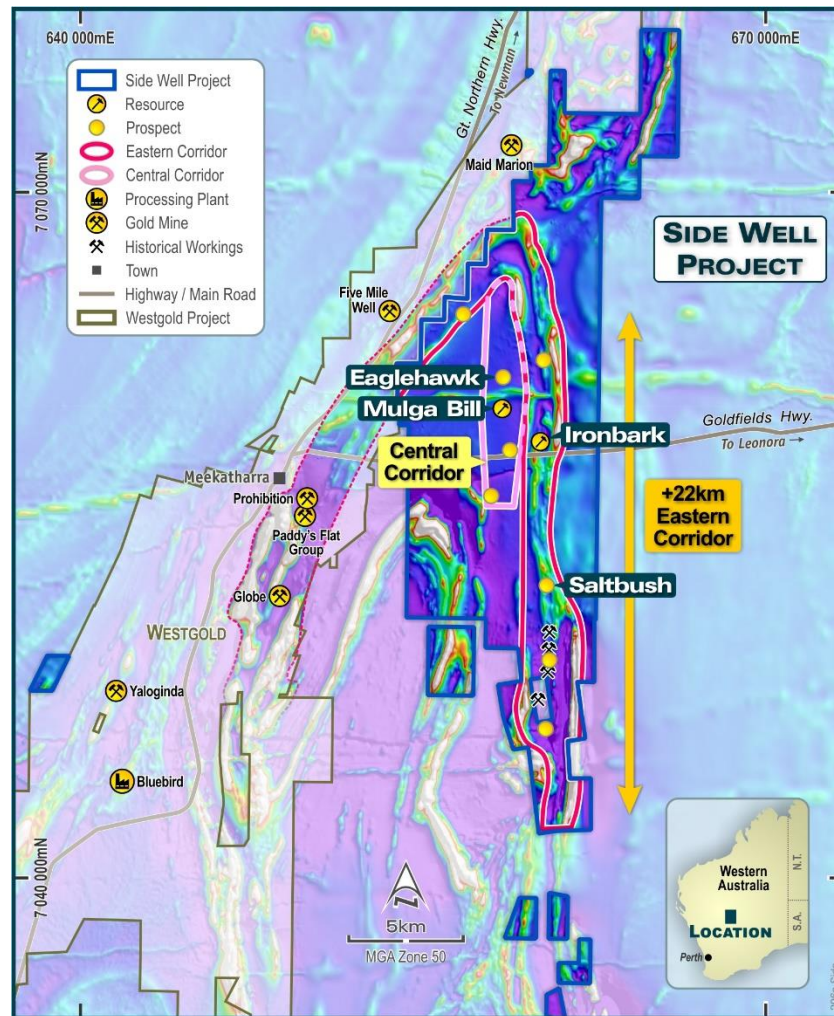 640 000mE
670 000mE
Gt. Northern Hwy.
To Newman
Side Well Project
Resource
Prospect
Eastern Corridor
Central Corridor
Processing Plant
Gold Mine
Historical Workings
Town
Highway / Main Road
Westgold Project
Maid Marion
7 070 000mN
SIDE WELL
PROJECT
Five Mile
Well
Eaglehawk
Mulga Bill
Ironbark
Goldfields Hwy.
To Leonora
Central
Corridor
Meekatharra
Prohibition
Paddy's Flat
Group
+22km
Eastern
Corridor
Globe
Saltbush
WESTGOLD
Yaloginda
Bluebird
7 040 000mN
N
5km
MGA Zone 50
Western
Australia
N.T.
S.A.
LOCATION
Perth